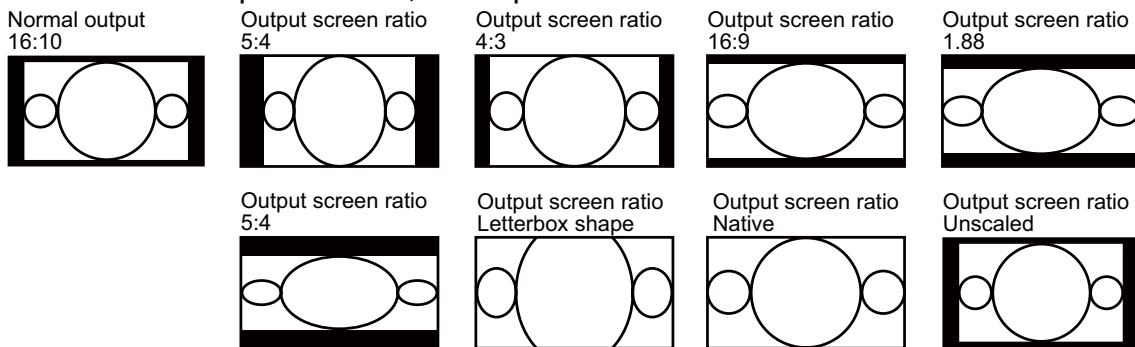 Normal output
16:10
Output screen ratio
5:4
Output screen ratio
4:3
Output screen ratio
16:9
Output screen ratio
1.88
Output screen ratio
5:4
Output screen ratio
Letterbox shape
Output screen ratio
Native
Output screen ratio
Unscaled